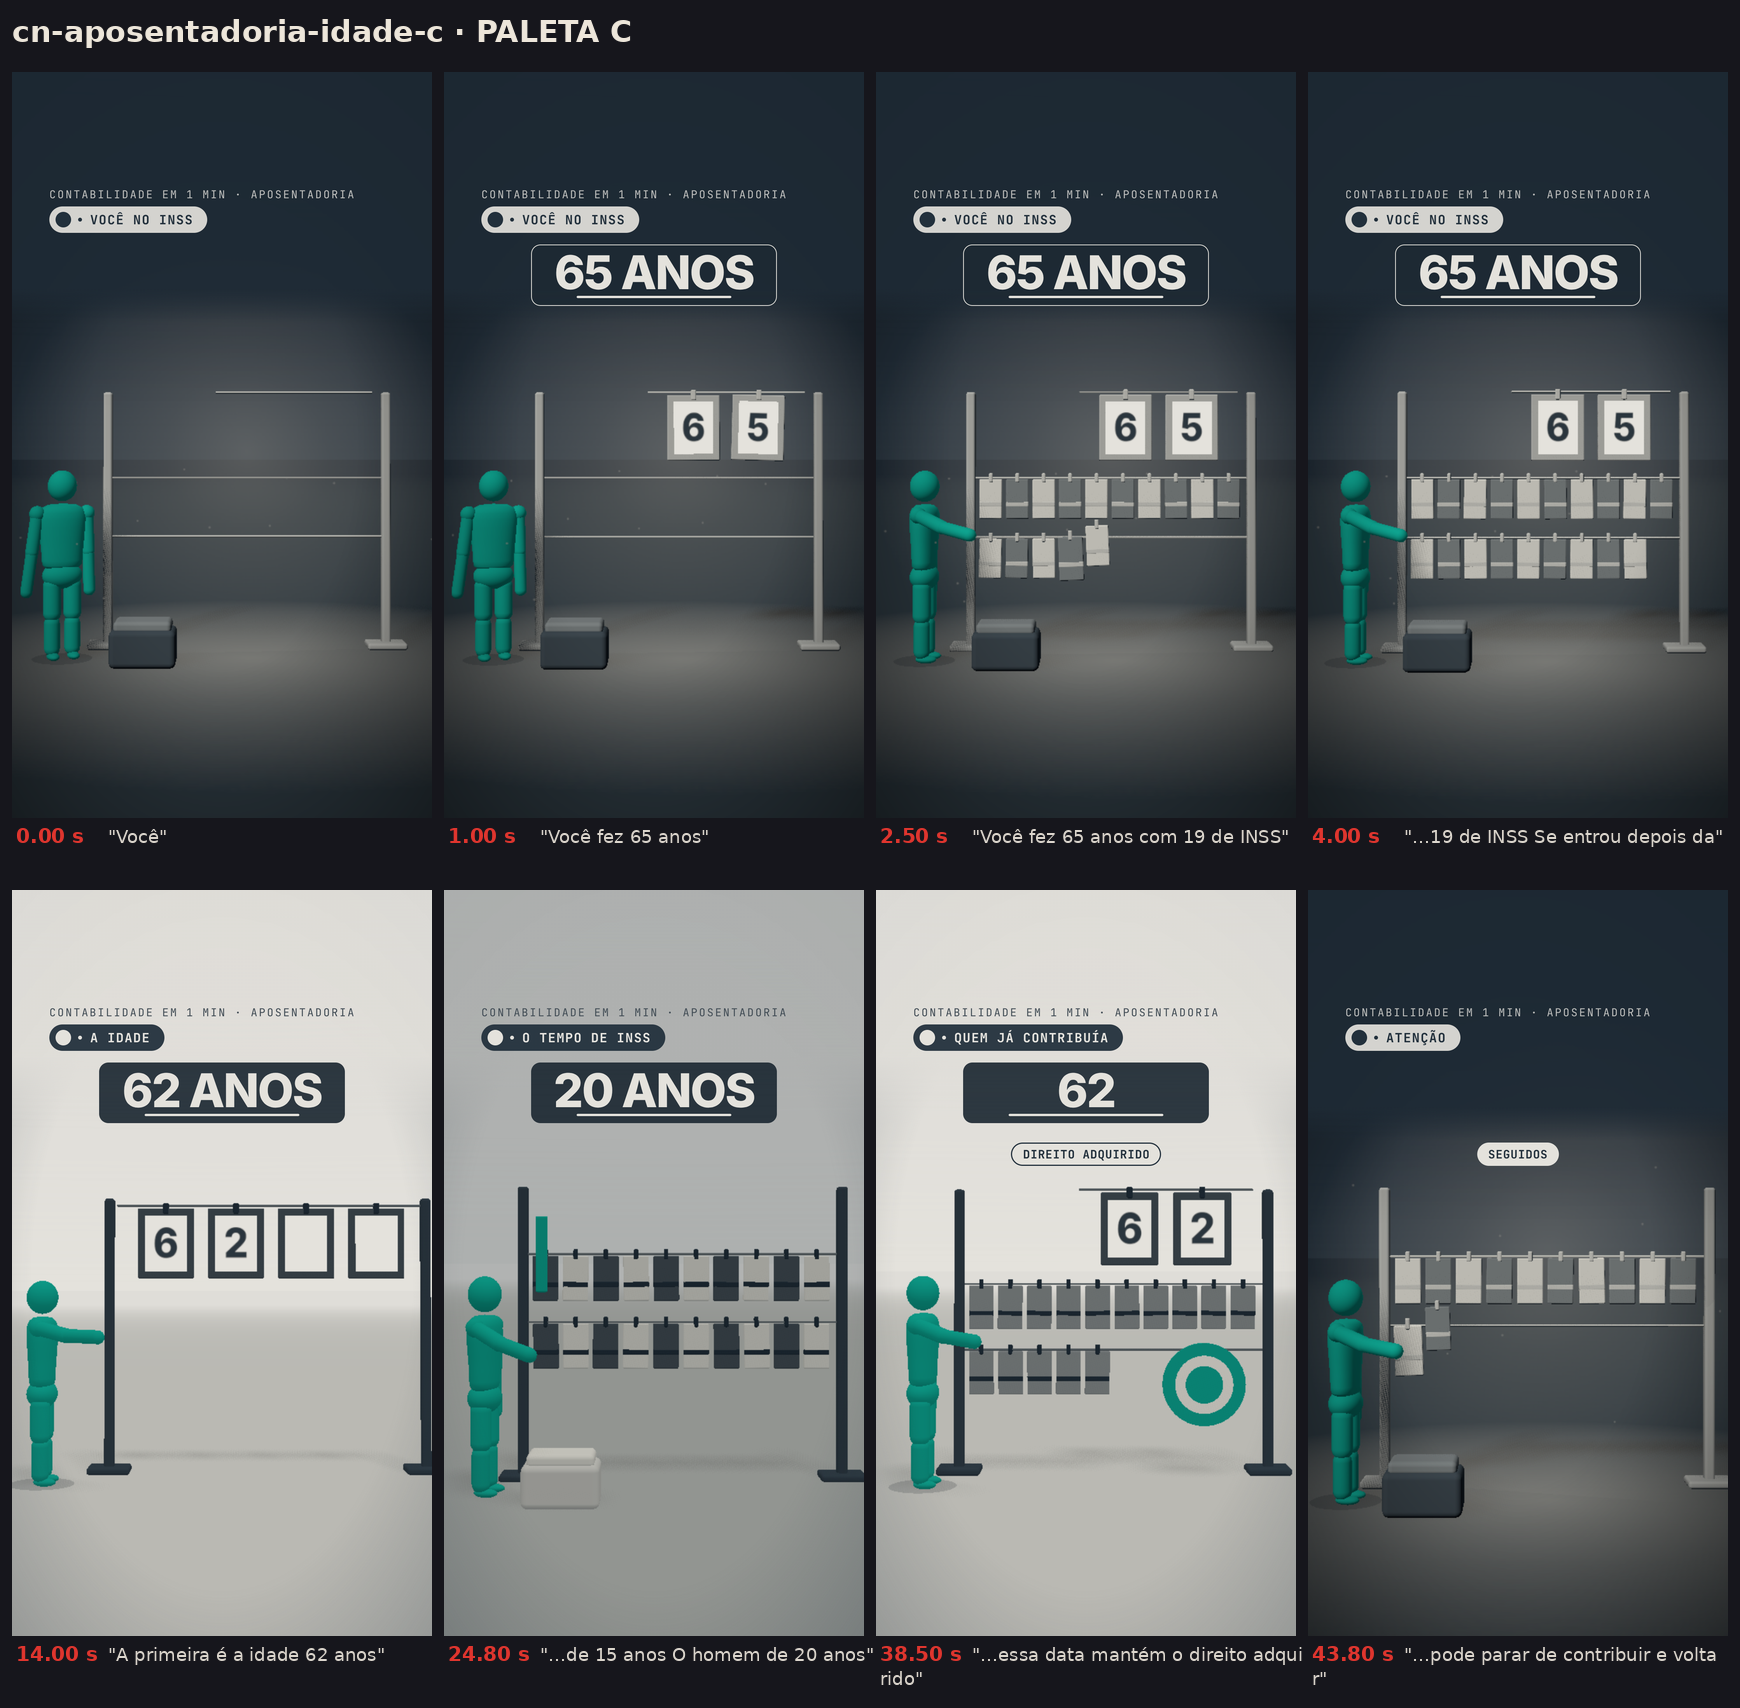 cn-aposentadoria-idade-c · PALETA C
CONTABILIDADE EM 1 MIN · APOSENTADORIA
• VOCÊ NO INSS
0.00 s "Você"
CONTABILIDADE EM 1 MIN · APOSENTADORIA
• VOCÊ NO INSS
65 ANOS
6 5
1.00 s "Você fez 65 anos"
CONTABILIDADE EM 1 MIN · APOSENTADORIA
• VOCÊ NO INSS
65 ANOS
6 5
2.50 s "Você fez 65 anos com 19 de INSS"
CONTABILIDADE EM 1 MIN · APOSENTADORIA
• VOCÊ NO INSS
65 ANOS
6 5
4.00 s "...19 de INSS Se entrou depois da"
CONTABILIDADE EM 1 MIN · APOSENTADORIA
• A IDADE
62 ANOS
6 2
14.00 s "A primeira é a idade 62 anos"
CONTABILIDADE EM 1 MIN · APOSENTADORIA
• O TEMPO DE INSS
20 ANOS
24.80 s "...de 15 anos O homem de 20 anos"
CONTABILIDADE EM 1 MIN · APOSENTADORIA
• QUEM JÁ CONTRIBUÍA
62
DIREITO ADQUIRIDO
6 2
38.50 s "...essa data mantém o direito adqui
rido"
CONTABILIDADE EM 1 MIN · APOSENTADORIA
• ATENÇÃO
SEGUIDOS
43.80 s "...pode parar de contribuir e volta
r"